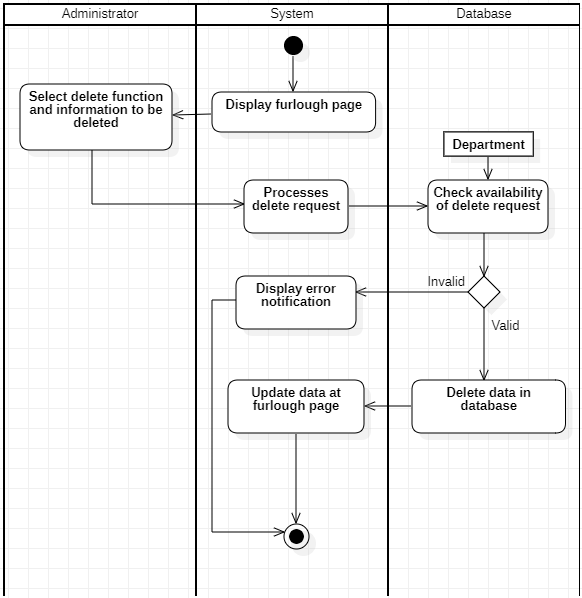 Administrator
System
Database
Display furlough page
Select delete function
and information to be
deleted
Department
Processes
delete request
Check availability
of delete request
Invalid
Display error
notification
Valid
Update data at
furlough page
Delete data in
database